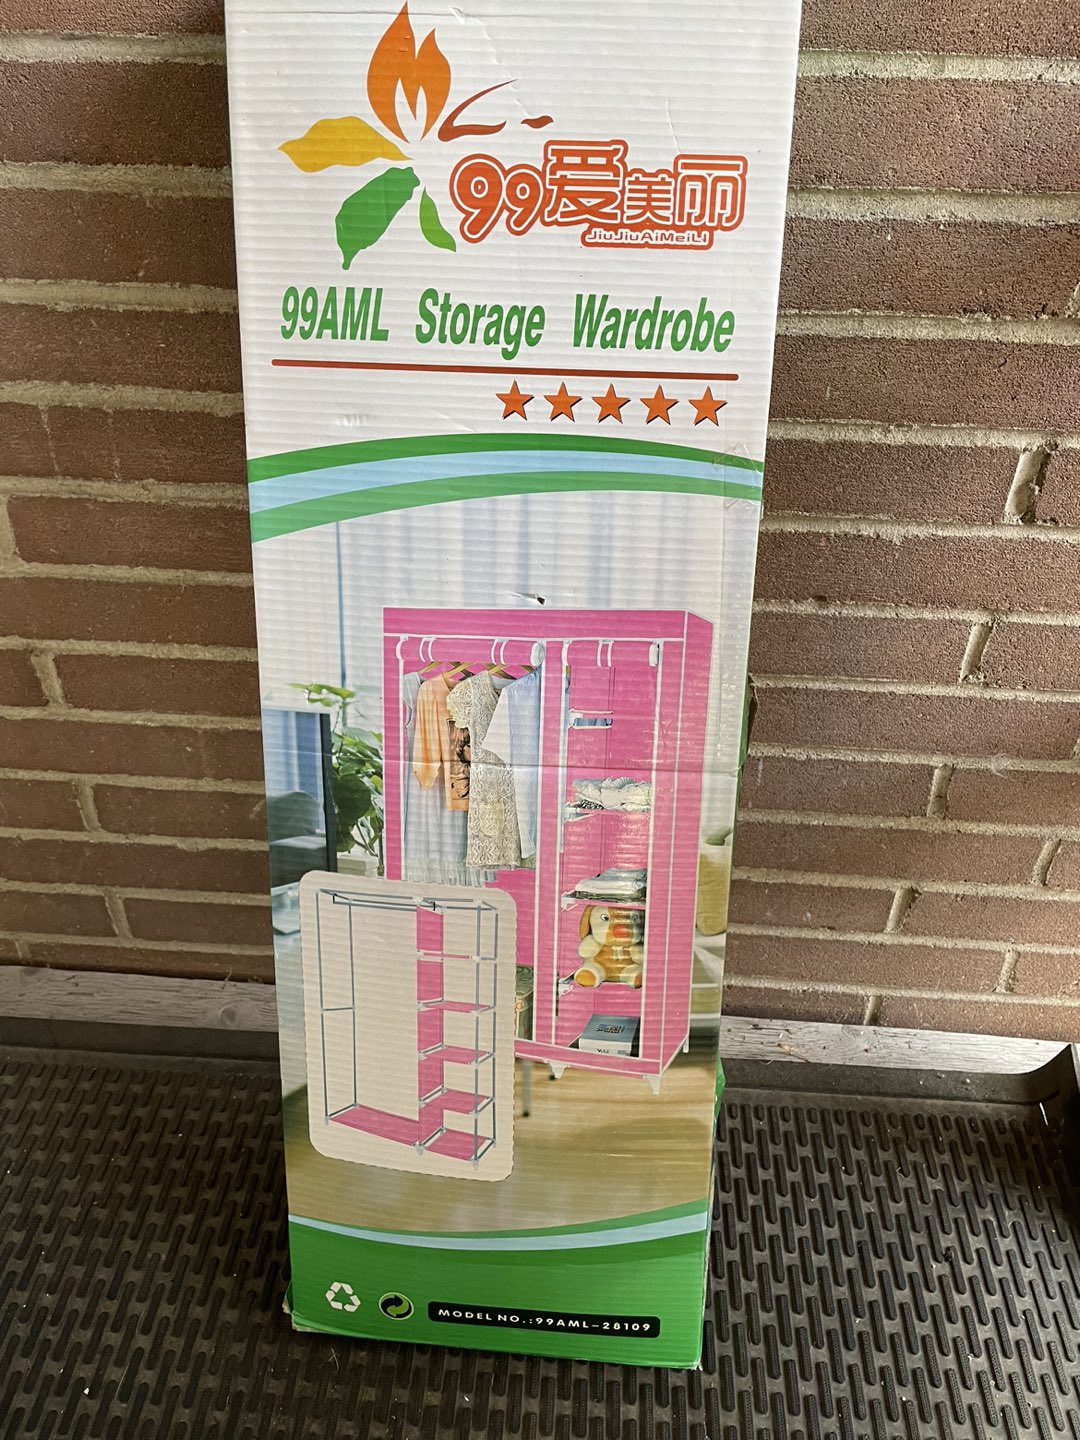 99爱美丽
JiuJiuAiMeiLI
99AML Storage Wardrobe
MODEL NO.:99AML-28109